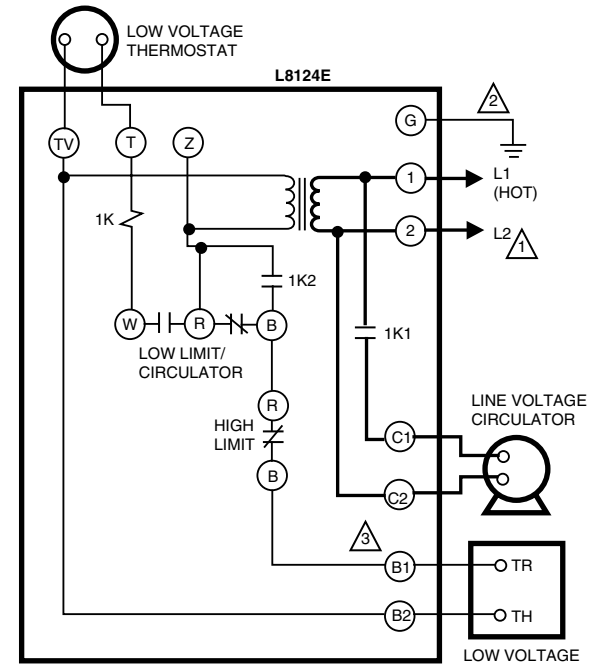 LOW VOLTAGE
THERMOSTAT
L8124E
TV
T
Z
G
2
1
L1
(HOT)
1K
2
L2
1
1K2
W
R
B
1K1
LOW LIMIT/
CIRCULATOR
R
LINE VOLTAGE
CIRCULATOR
HIGH
LIMIT
C1
B
C2
3
B1
TR
B2
TH
LOW VOLTAGE